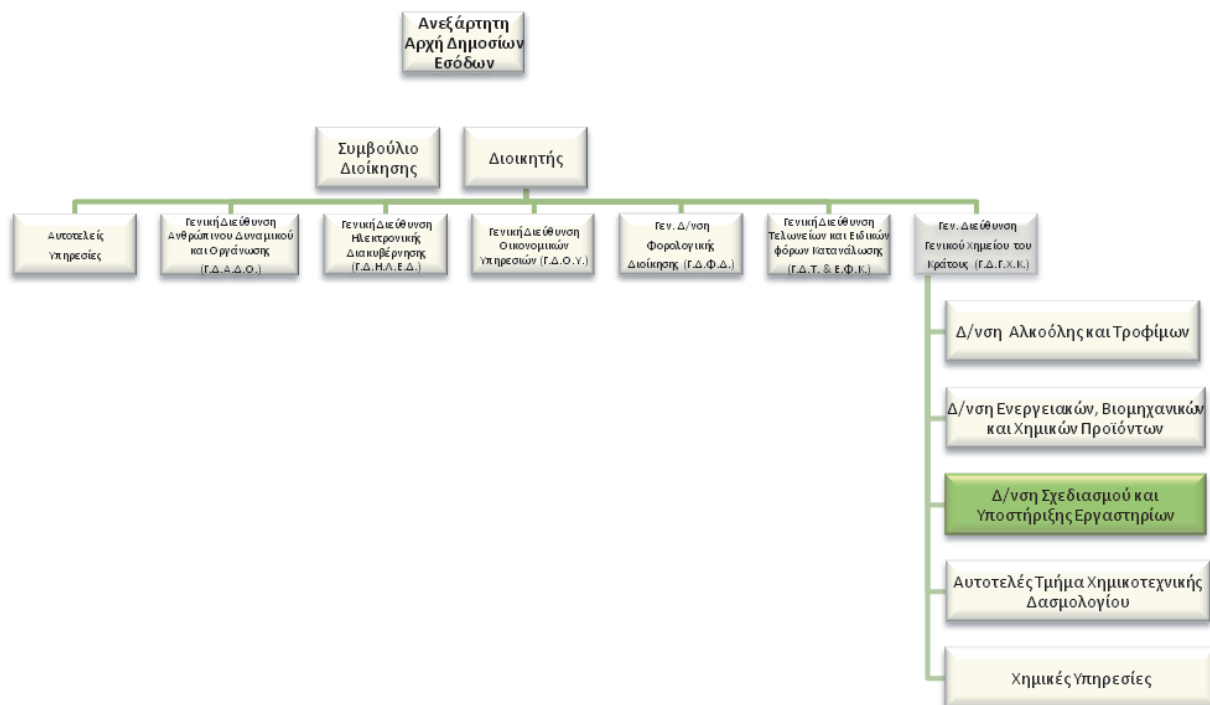 Ανεξάρτητη
Αρχή Δημοσίων
Εσόδων
Συμβούλιο
Διοίκησης
Διοικητής
Αυτοτελείς
Υπηρεσίες
Γενική Διεύθυνση
Ανθρώπινου Δυναμικού
και Οργάνωσης
(Γ.Δ.Α.Δ.Ο.)
Γενική Διεύθυνση
Ηλεκτρονικής
Διακυβέρνησης
(Γ.Δ.Η.Λ.Ε.Δ.)
Γενική Διεύθυνση
Οικονομικών
Υπηρεσιών (Γ.Δ.Ο.Υ.)
Γεν. Δ/νση
Φορολογικής
Διοίκησης (Γ.Δ.Φ.Δ.)
Γενική Διεύθυνση
Τελωνείων και Ειδικών
φόρων Κατανάλωσης
(Γ.Δ.Τ. & Ε.Φ.Κ.)
Γεν. Διεύθυνση
Γενικού Χημείου του
Κράτους (Γ.Δ.Γ.Χ.Κ.)
Δ/νση Αλκοόλης και Τροφίμων
Δ/νση Ενεργειακών, Βιομηχανικών
και Χημικών Προϊόντων
Δ/νση Σχεδιασμού και
Υποστήριξης Εργαστηρίων
Αυτοτελές Τμήμα Χημικοτεχνικής
Δασμολογίου
Χημικές Υπηρεσίες